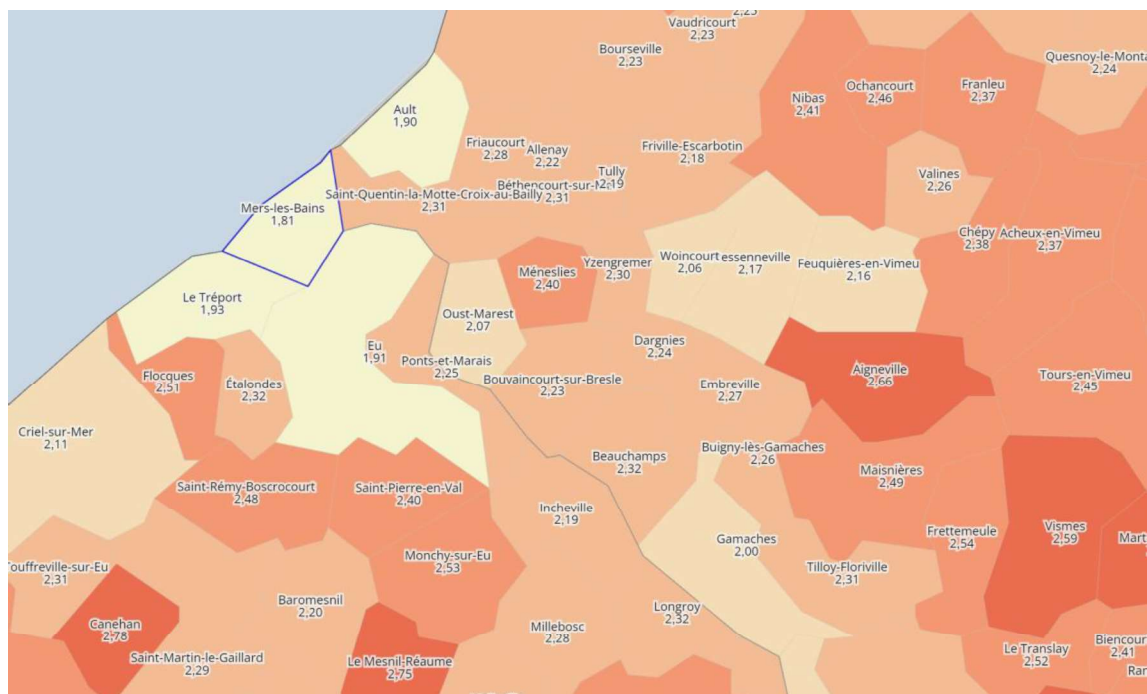 2,23
Vaudricourt
2,23
Bourseville
2,23
Quesnoy-le-Monta
2,24
Ochancourt
2,46
Franleu
2,37
Nibas
2,41
Ault
1,90
Friaucourt
2,28
Allenay
2,22
Friville-Escarbotin
2,18
Tully
2,19
Valines
2,26
Béthencourt-sur-M
2,31
Saint-Quentin-la-Motte-Croix-au-Bailly
2,31
Mers-les-Bains
1,81
Chépy
2,38
Acheux-en-Vimeu
2,37
Woincourt
2,06
essenneville
2,17
Feuquières-en-Vimeu
2,16
Yzengremer
2,30
Méneslies
2,40
Le Tréport
1,93
Oust-Marest
2,07
Eu
1,91
Dargnies
2,24
Ponts-et-Marais
2,25
Aigneville
2,66
Tours-en-Vimeu
2,45
Flocques
2,51
Étalondes
2,32
Bouvaincourt-sur-Bresle
2,23
Embreville
2,27
Criel-sur-Mer
2,11
Buigny-lès-Gamaches
2,26
Beauchamps
2,32
Maisnières
2,49
Saint-Rémy-Boscrocourt
2,48
Saint-Pierre-en-Val
2,40
Incheville
2,19
Vismes
2,59
Frettemeule
2,54
Gamaches
2,00
Mart
2,
Monchy-sur-Eu
2,53
Touffreville-sur-Eu
2,31
Tilloy-Floriville
2,31
Baromesnil
2,20
Longroy
2,32
Canehan
2,78
Millebosc
2,28
Le Translay
2,52
Biencour
2,41
Saint-Martin-le-Gaillard
2,29
Le Mesnil-Réaume
2,75
Ran